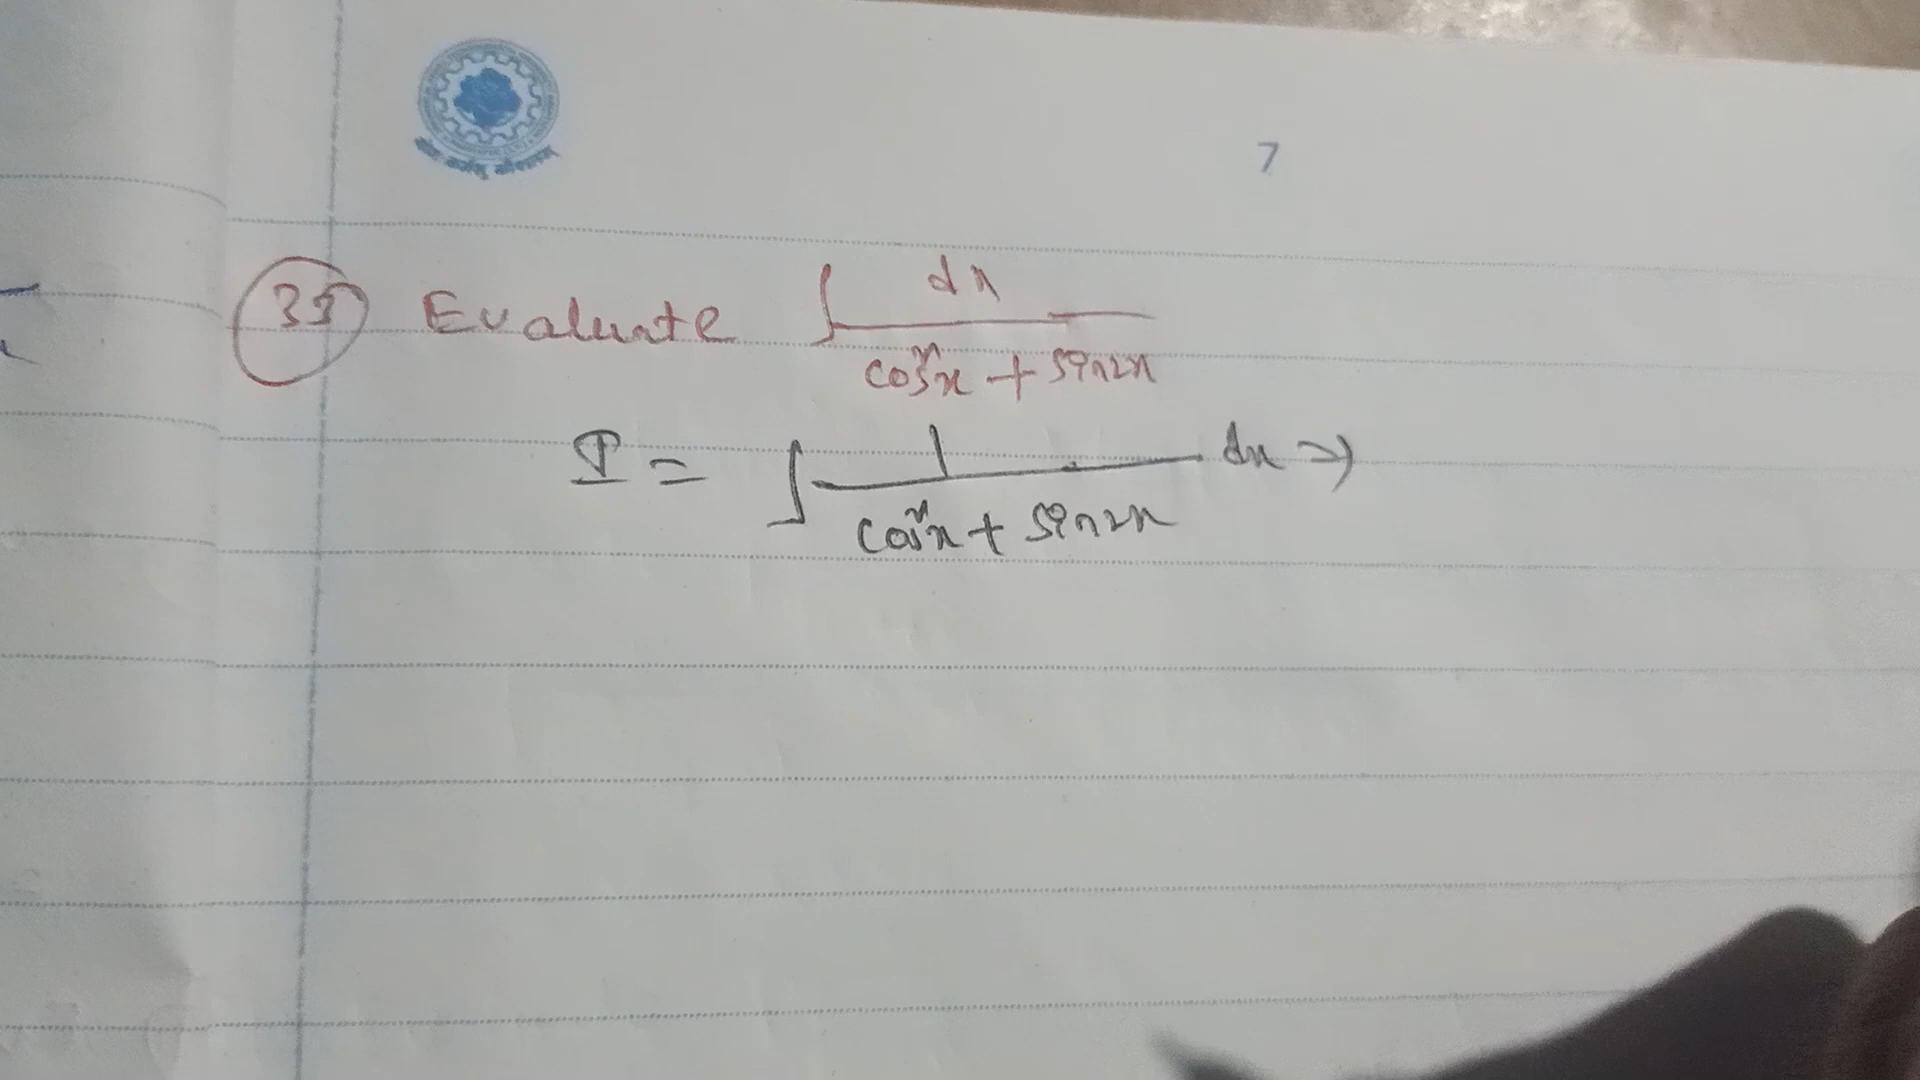 7
35 Evaluate ∫ dx / cos²x + sin2x
I = ∫ 1 / cos²x + sin2x dx ⇒